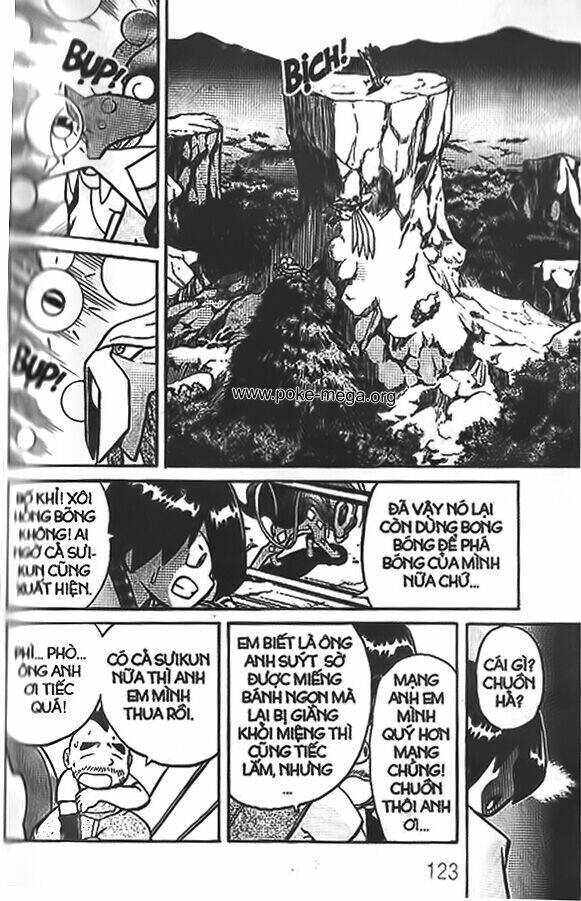 BỤP!
BỊCH!
BỤP!
www.poke-mega.org
KHỈ! XÔI
HỎNG BỎNG
KHÔNG! AI
NGỜ CẢ SƯI-
KUN CŨNG
XUẤT HIỆN.
ĐÃ VẬY NÓ LẠI
CÒN DÙNG BONG
BÓNG ĐỂ PHÁ
BÓNG CỦA MÌNH
NỮA CHỨ...
PHÌ... PHÒ...
ÔNG ANH
ƠI TIẾC
QUÁ!
CÓ CẢ SƯIKUN
NỮA THÌ ANH
EM MÌNH
THUA RỒI.
EM BIẾT LÀ ÔNG
ANH SUÝT SỜ
ĐƯỢC MIẾNG
BÁNH NGON MÀ
LẠI BỊ GIẰNG
KHỎI MIỆNG THÌ
CŨNG TIẾC
LẮM, NHƯNG
...
MẠNG
ANH EM
MÌNH
QUÝ HƠN
MẠNG
CHÚNG!
CHUỒN
THÔI ANH
ƠI...
CÁI GÌ?
CHUỒN
HẢ?
123